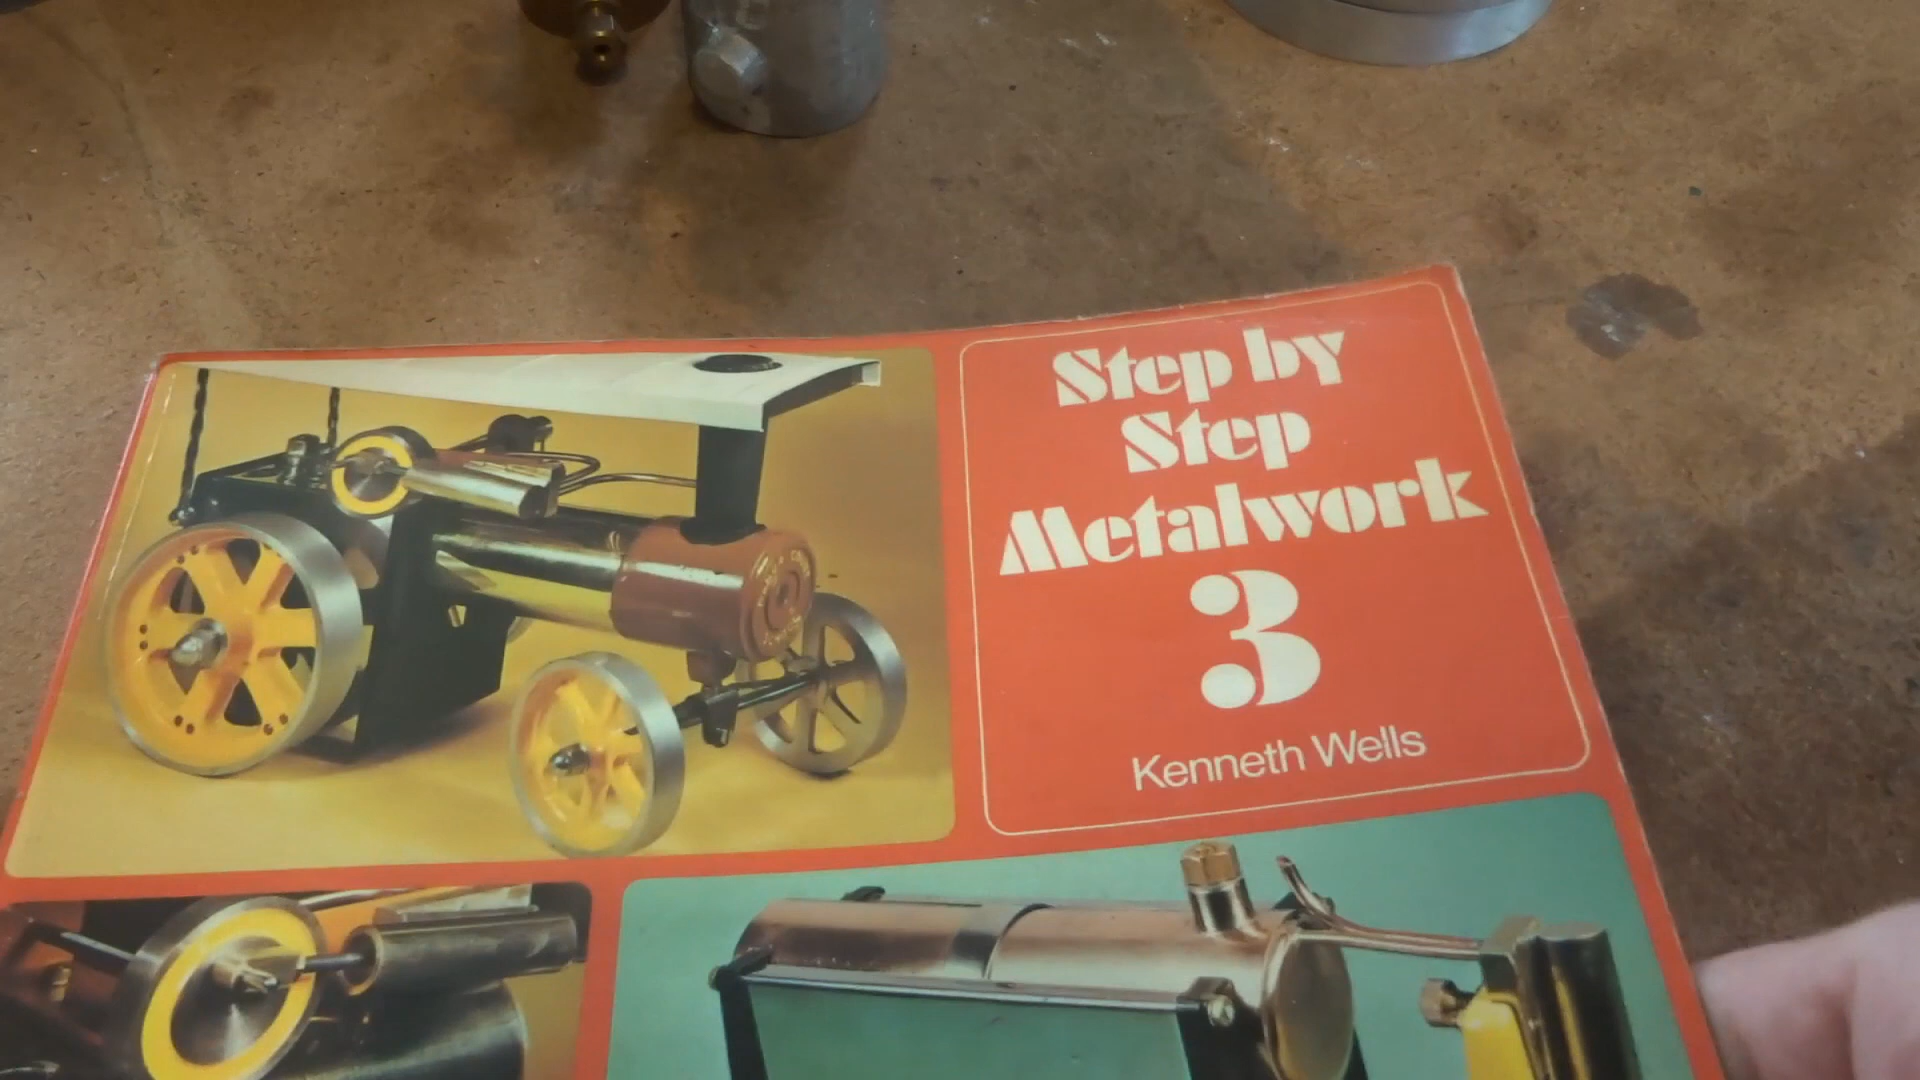 Step by
Step
Metalwork
3
Kenneth Wells